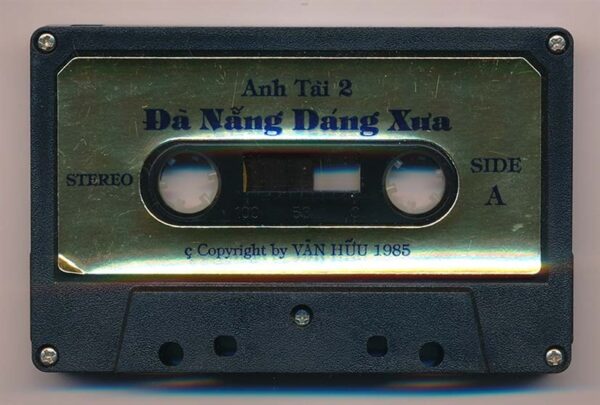 Anh Tài 2
Đà Nẵng Dáng Xưa
STEREO
SIDE
A
100 50 0
ç Copyright by VĂN HỮU 1985